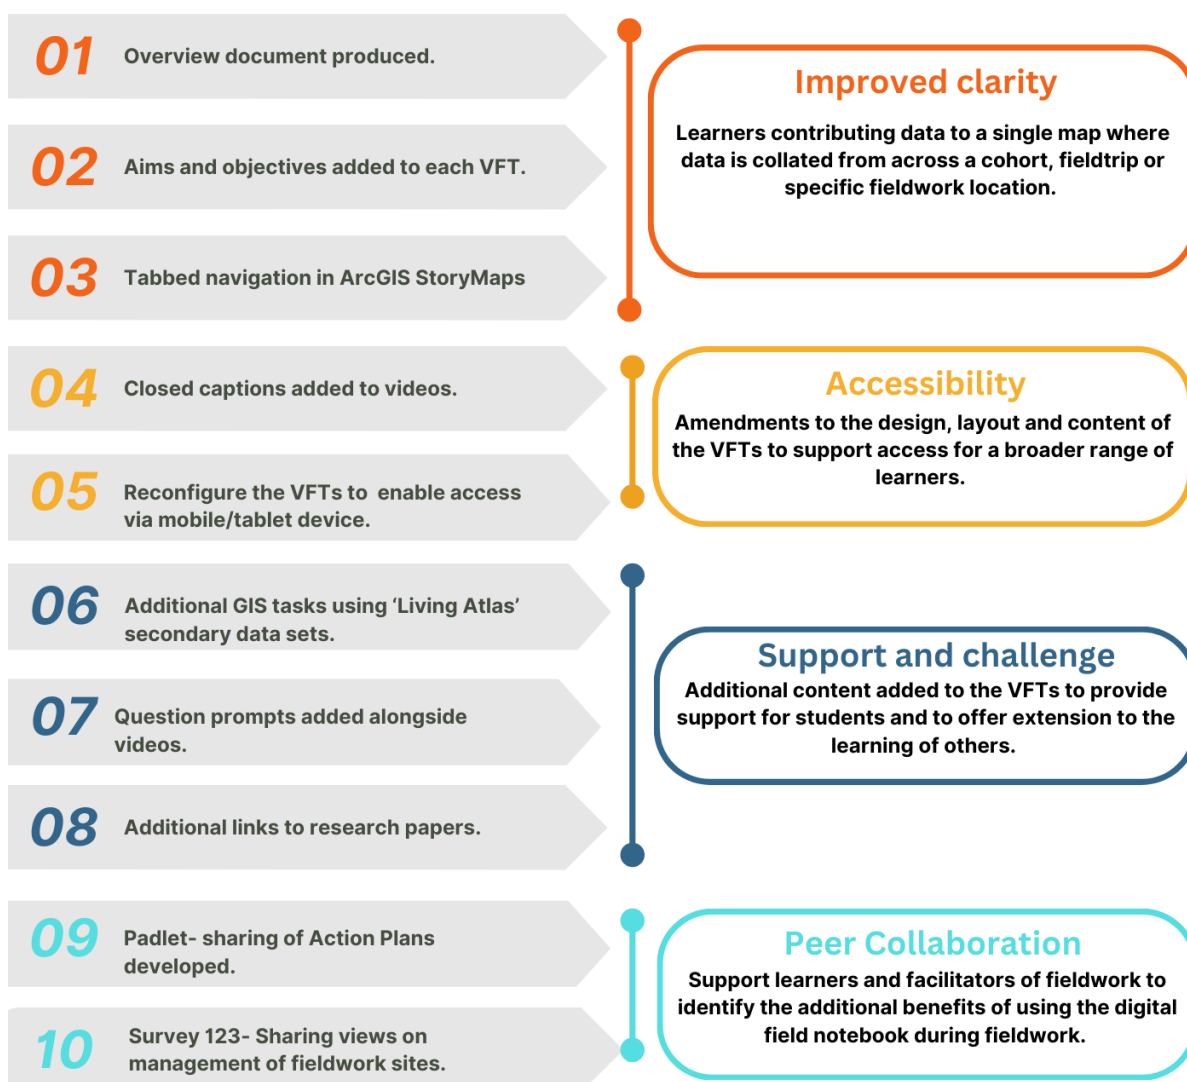 01
Overview document produced.
02
Aims and objectives added to each VFT.
03
Tabbed navigation in ArcGIS StoryMaps
Improved clarity
Learners contributing data to a single map where
data is collated from across a cohort, fieldtrip or
specific fieldwork location.
04
Closed captions added to videos.
05
Reconfigure the VFTs to enable access
via mobile/tablet device.
Accessibility
Amendments to the design, layout and content of
the VFTs to support access for a broader range of
learners.
06
Additional GIS tasks using ‘Living Atlas’
secondary data sets.
07
Question prompts added alongside
videos.
08
Additional links to research papers.
Support and challenge
Additional content added to the VFTs to provide
support for students and to offer extension to the
learning of others.
09
Padlet- sharing of Action Plans
developed.
10
Survey 123- Sharing views on
management of fieldwork sites.
Peer Collaboration
Support learners and facilitators of fieldwork to
identify the additional benefits of using the digital
field notebook during fieldwork.